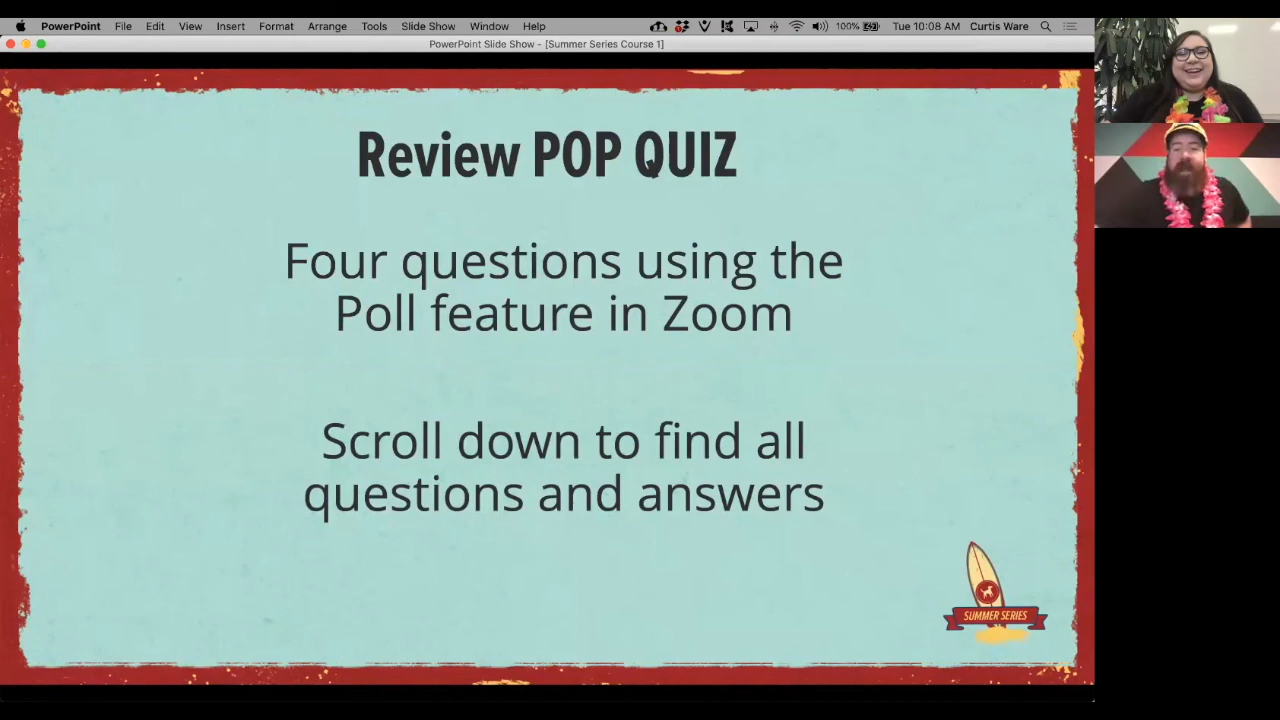 PowerPoint File Edit View Insert Format Arrange Tools Slide Show Window Help 100% Tue 10:08 AM Curtis Ware
PowerPoint Slide Show - [Summer Series Course 1]
Review POP QUIZ
Four questions using the
Poll feature in Zoom
Scroll down to find all
questions and answers
SUMMER SERIES